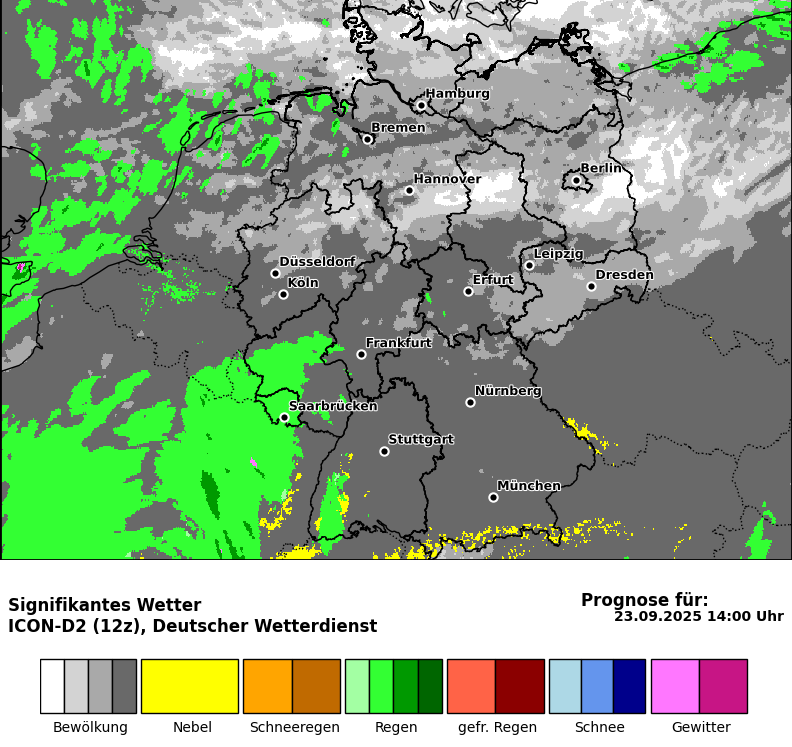 Hamburg
Bremen
Berlin
Hannover
Leipzig
Düsseldorf
Dresden
Erfurt
Köln
Frankfurt
Nürnberg
Saarbrücken
Stuttgart
München
Signifikantes Wetter
ICON-D2 (12z), Deutscher Wetterdienst
Prognose für:
23.09.2025 14:00 Uhr
Bewölkung Nebel Schneeregen Regen gefr. Regen Schnee Gewitter